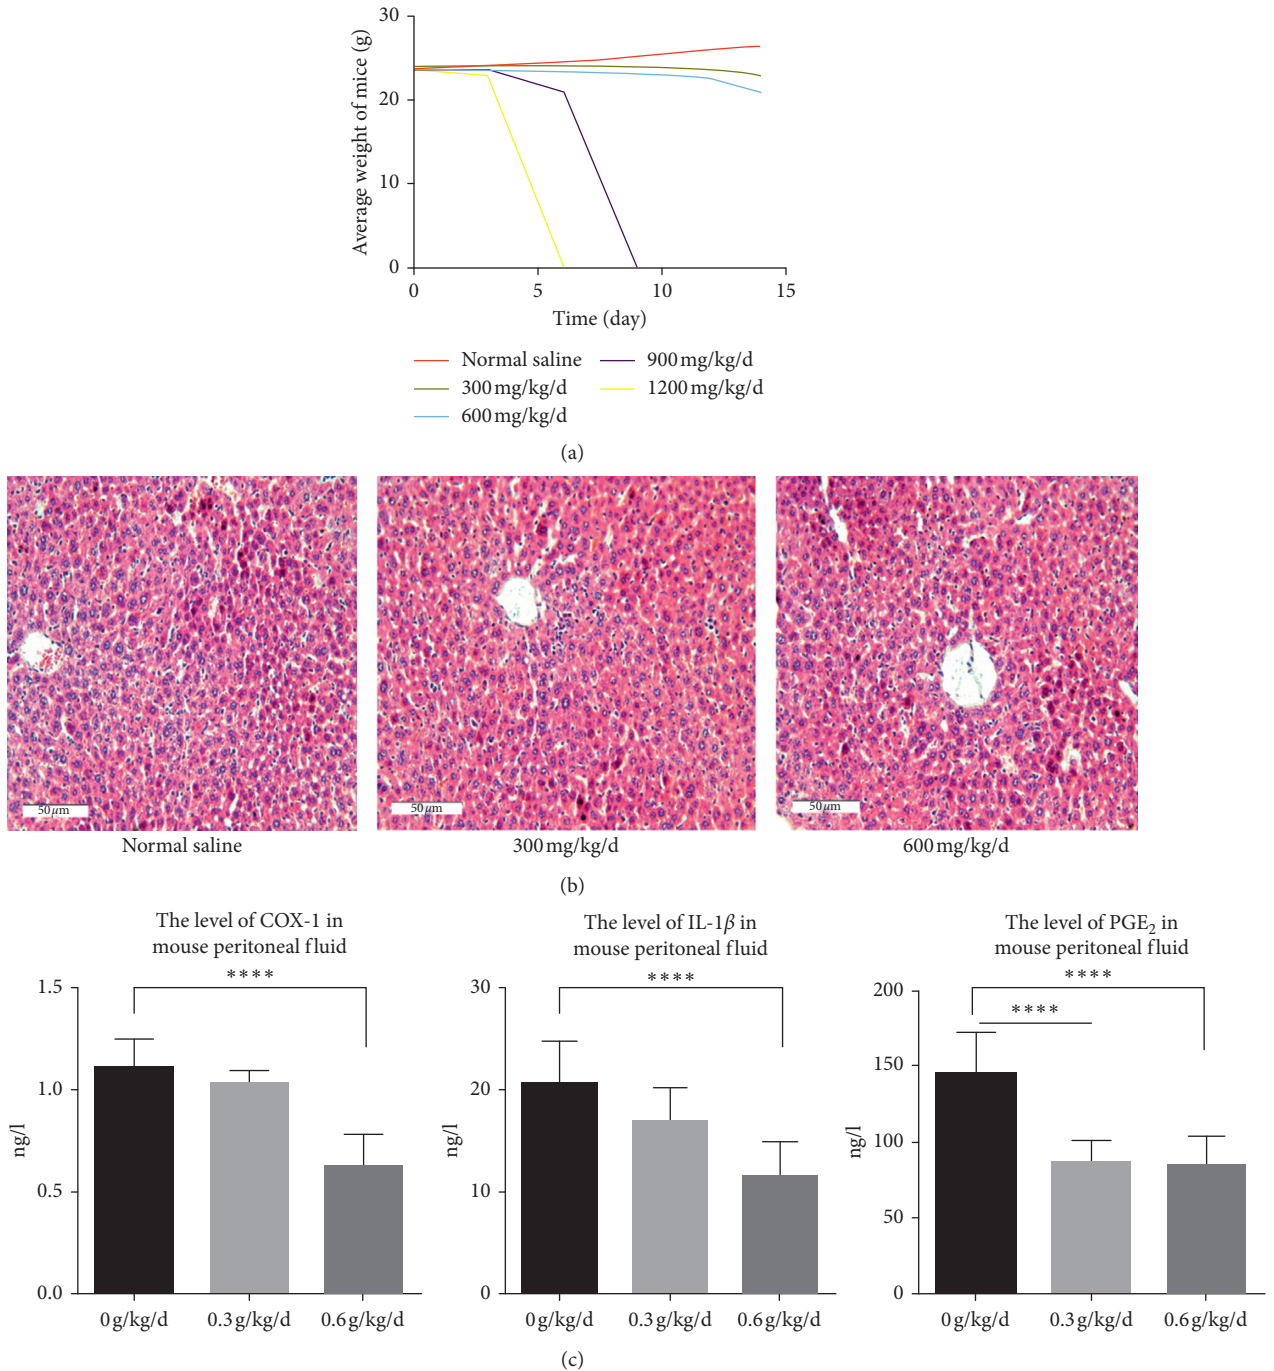 30
20
10
0
Average weight of mice (g)
0
5
10
15
Time (day)
Normal saline
900 mg/kg/d
300 mg/kg/d
1200 mg/kg/d
600 mg/kg/d
(a)
50 μm
50 μm
50 μm
Normal saline
300 mg/kg/d
600 mg/kg/d
(b)
The level of COX-1 in
mouse peritoneal fluid
****
1.5
1.0
0.5
0.0
ng/l
0 g/kg/d
0.3 g/kg/d
0.6 g/kg/d
The level of IL-1β in
mouse peritoneal fluid
****
30
20
10
0
ng/l
0 g/kg/d
0.3 g/kg/d
0.6 g/kg/d
The level of PGE₂ in
mouse peritoneal fluid
****
****
200
150
100
50
0
ng/l
0 g/kg/d
0.3 g/kg/d
0.6 g/kg/d
(c)